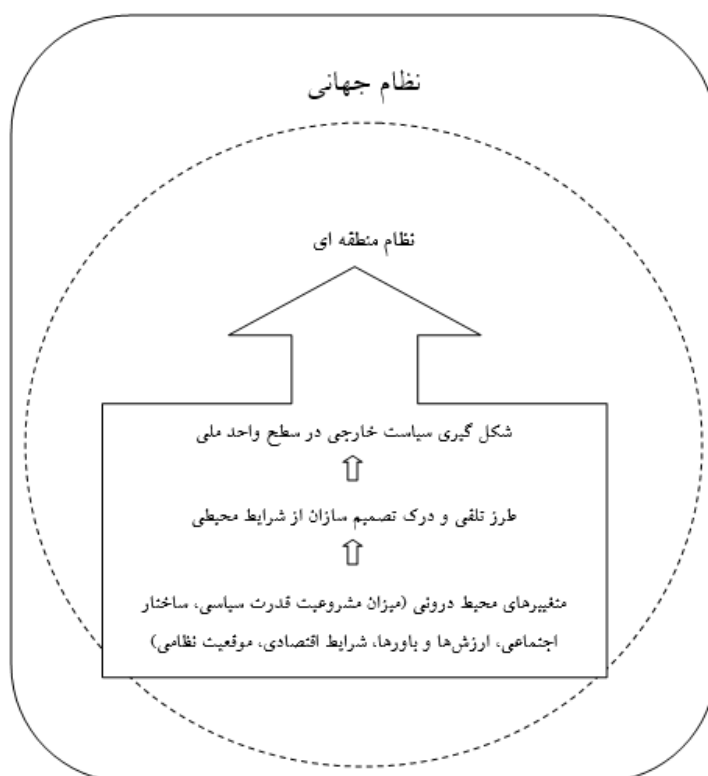 نظام جهانی
نظام منطقه ای
شکل گیری سیاست خارجی در سطح واحد ملی
طرز تلقی و درک تصمیم سازان از شرایط محیطی
متغییرهای محیط درونی (میزان مشروعیت قدرت سیاسی، ساختار
اجتماعی، ارزش‌ها و باورها، شرایط اقتصادی، موقعیت نظامی)